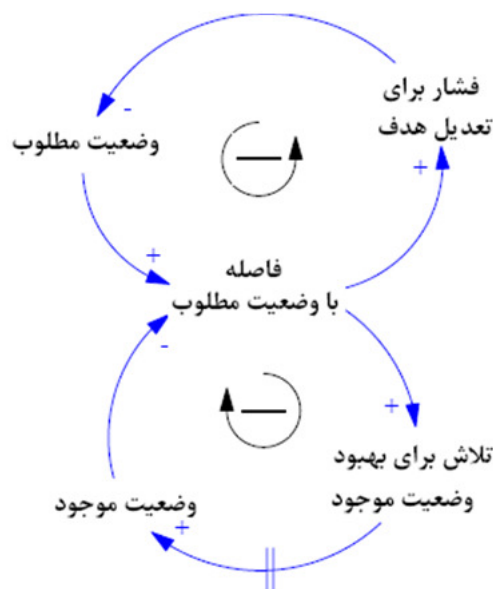 فشار برای
تعدیل هدف
-
وضعیت مطلوب
+
+
فاصله
با وضعیت مطلوب
-
+
تلاش برای بهبود
وضعیت موجود
وضعیت موجود
+